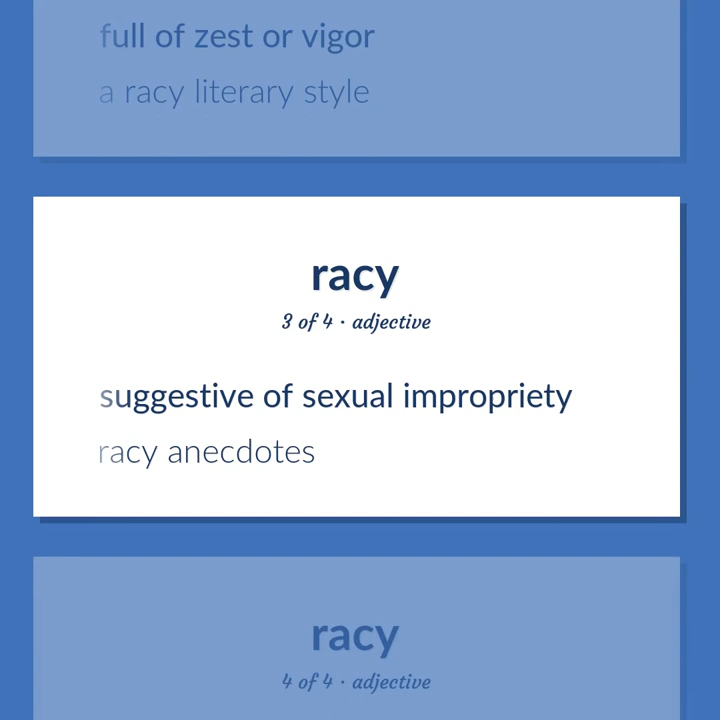 full of zest or vigor
a racy literary style
racy
3 of 4 · adjective
suggestive of sexual impropriety
racy anecdotes
racy
4 of 4 · adjective